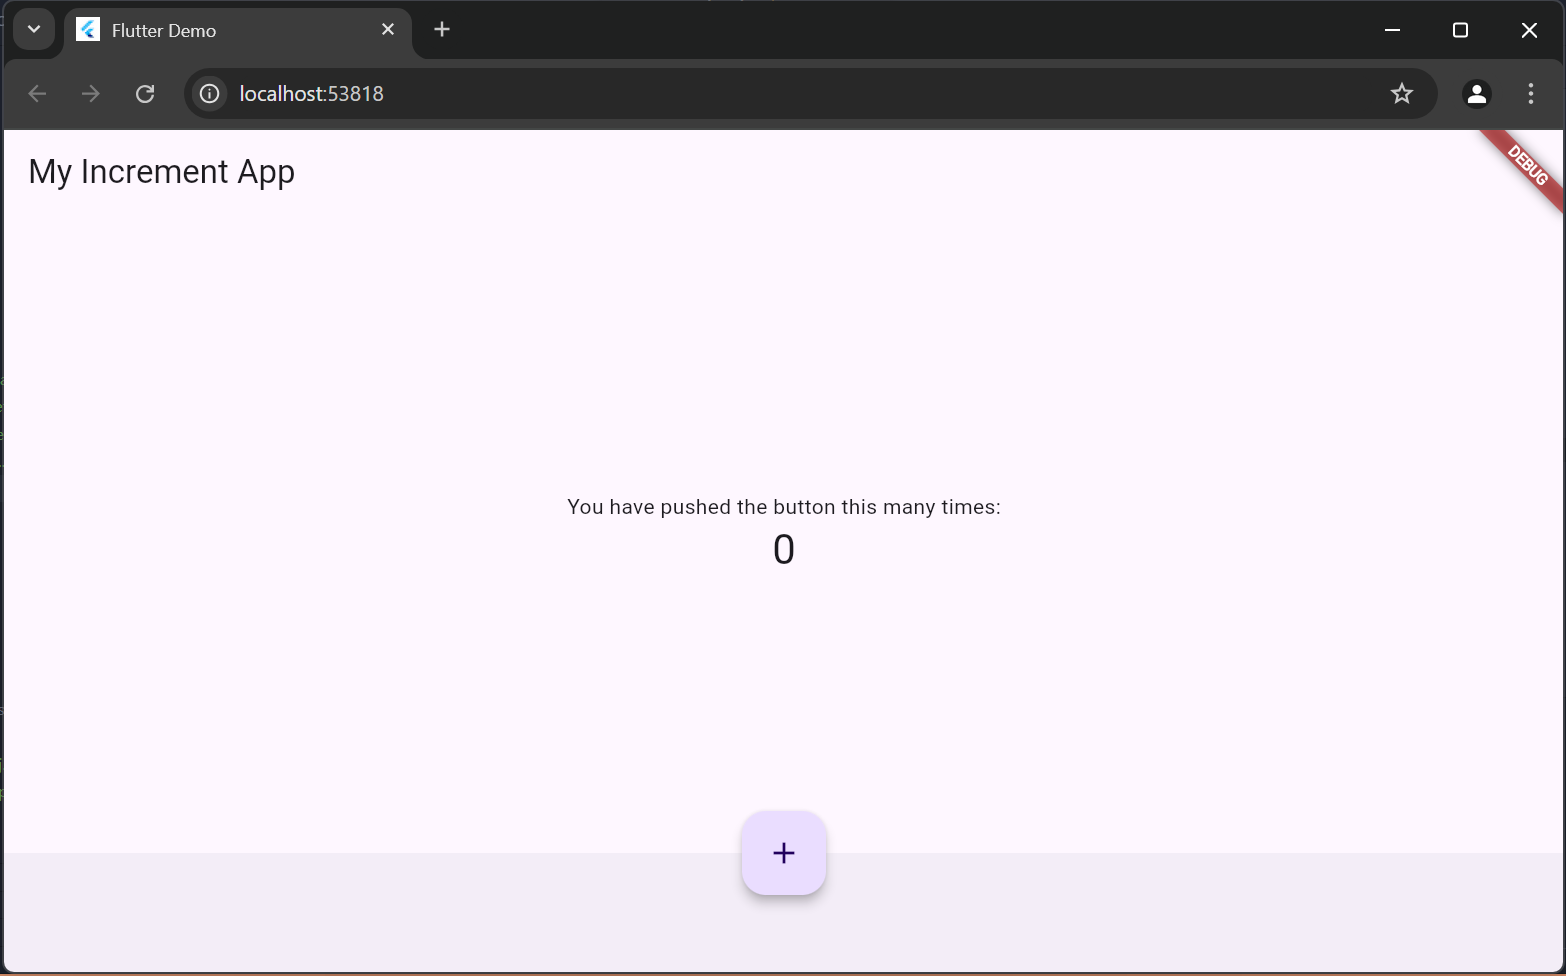 Flutter Demo
localhost:53818
My Increment App
DEBUG
You have pushed the button this many times:
0